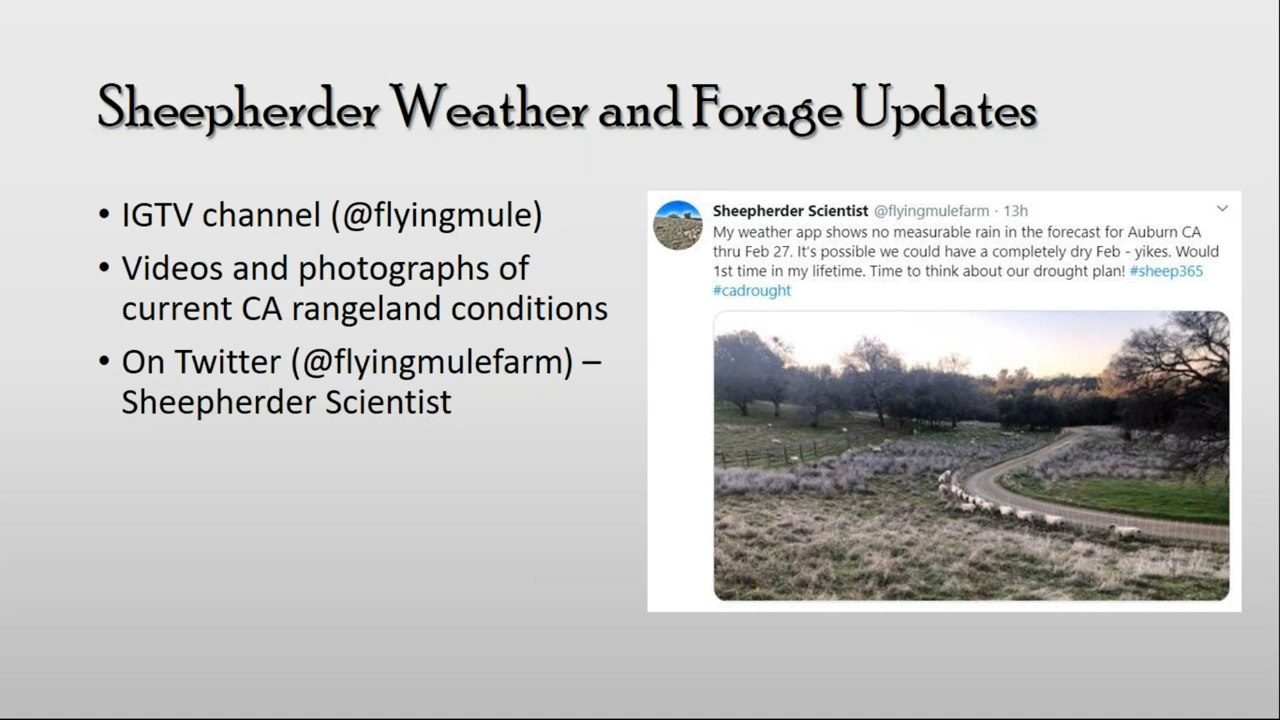 Sheepherder Weather and Forage Updates
• IGTV channel (@flyingmule)
• Videos and photographs of
current CA rangeland conditions
• On Twitter (@flyingmulefarm) –
Sheepherder Scientist
Sheepherder Scientist @flyingmulefarm · 13h
My weather app shows no measurable rain in the forecast for Auburn CA
thru Feb 27. It's possible we could have a completely dry Feb - yikes. Would
1st time in my lifetime. Time to think about our drought plan! #sheep365
#cadrought